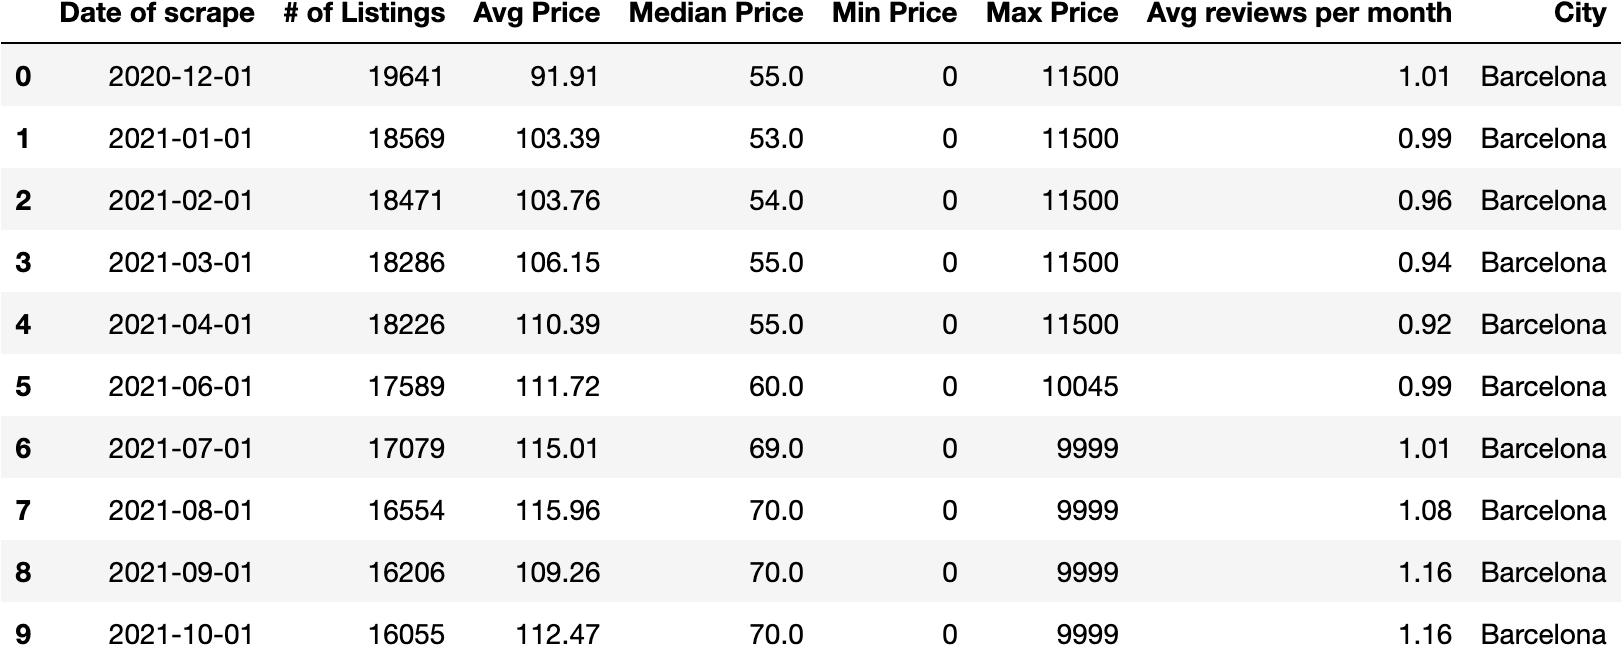 Date of scrape # of Listings Avg Price Median Price Min Price Max Price Avg reviews per month City
0 2020-12-01 19641 91.91 55.0 0 11500 1.01 Barcelona
1 2021-01-01 18569 103.39 53.0 0 11500 0.99 Barcelona
2 2021-02-01 18471 103.76 54.0 0 11500 0.96 Barcelona
3 2021-03-01 18286 106.15 55.0 0 11500 0.94 Barcelona
4 2021-04-01 18226 110.39 55.0 0 11500 0.92 Barcelona
5 2021-06-01 17589 111.72 60.0 0 10045 0.99 Barcelona
6 2021-07-01 17079 115.01 69.0 0 9999 1.01 Barcelona
7 2021-08-01 16554 115.96 70.0 0 9999 1.08 Barcelona
8 2021-09-01 16206 109.26 70.0 0 9999 1.16 Barcelona
9 2021-10-01 16055 112.47 70.0 0 9999 1.16 Barcelona